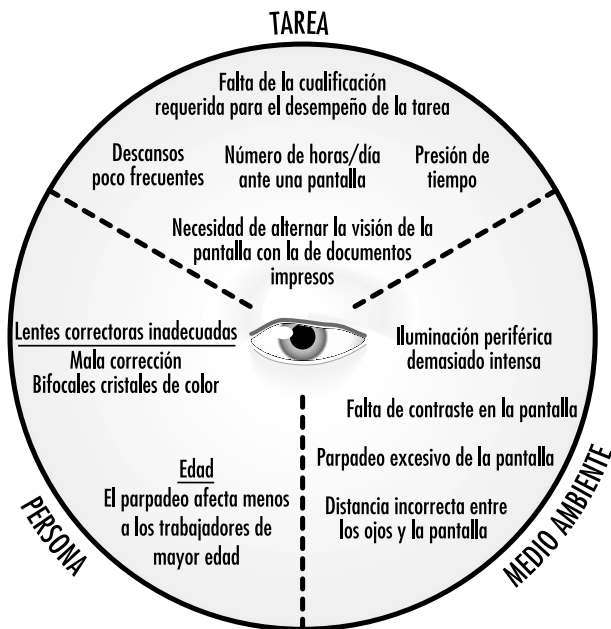 TAREA
Falta de la cualificación
requerida para el desempeño de la tarea
Descansos
poco frecuentes
Número de horas/día
ante una pantalla
Presión de
tiempo
Necesidad de alternar la visión de la
pantalla con la de documentos
impresos
Lentes correctoras inadecuadas
Mala corrección
Bifocales cristales de color
Edad
El parpadeo afecta menos
a los trabajadores de
mayor edad
PERSONA
Iluminación periférica
demasiado intensa
Falta de contraste en la pantalla
Parpadeo excesivo de la pantalla
Distancia incorrecta entre
los ojos y la pantalla
MEDIO AMBIENTE